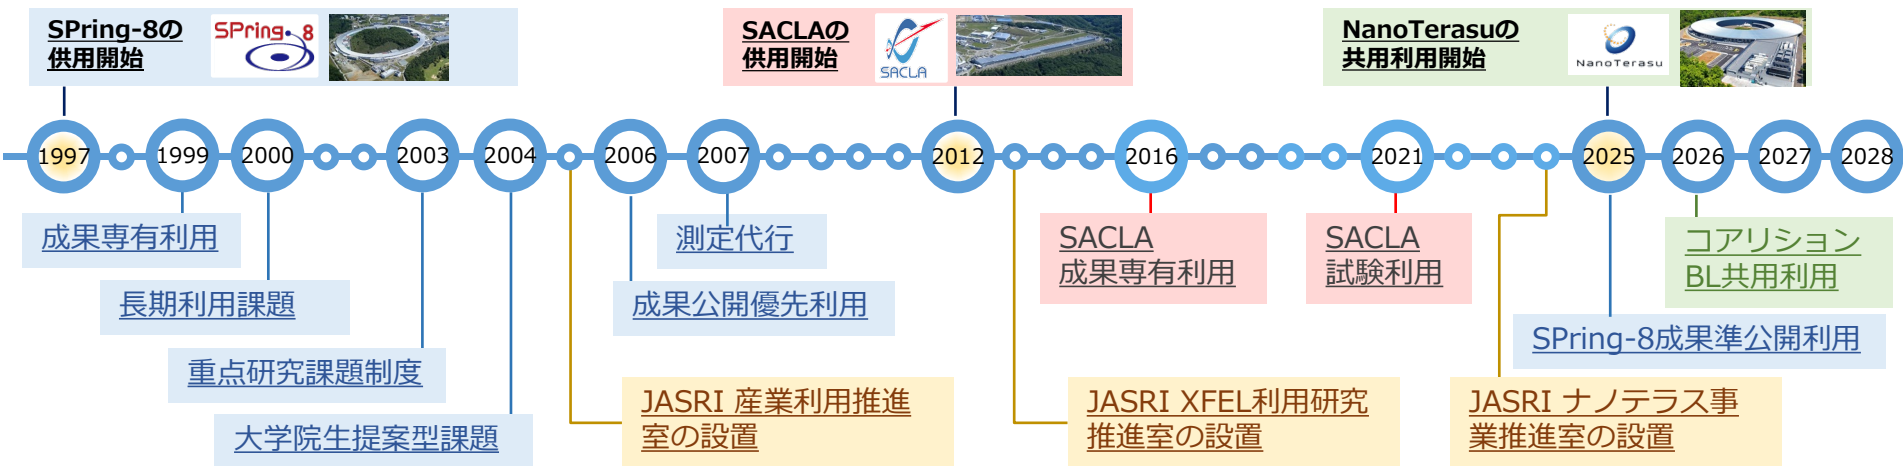 SPring-8の
供用開始
SPring-8
SACLAの
供用開始
SACLA
NanoTerasuの
共用利用開始
NanoTerasu
1997
1999
2000
2003
2004
2006
2007
2012
2016
2021
2025
2026
2027
2028
成果専有利用
長期利用課題
重点研究課題制度
大学院生提案型課題
測定代行
成果公開優先利用
JASRI 産業利用推進
室の設置
SACLA
成果専有利用
JASRI XFEL利用研究
推進室の設置
SACLA
試験利用
コアリション
BL共用利用
SPring-8成果準公開利用
JASRI ナノテラス事
業推進室の設置